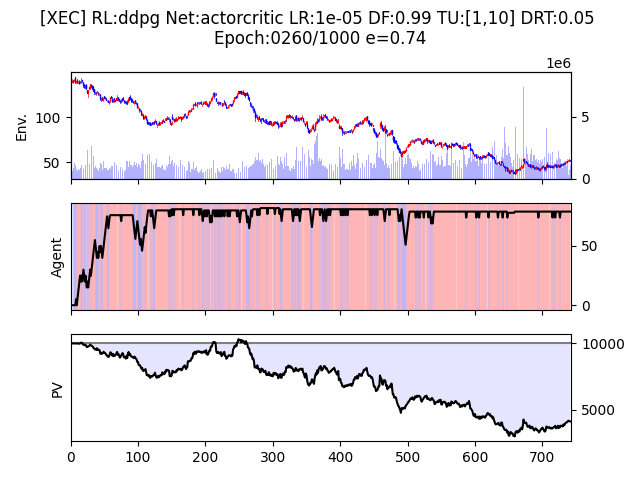 [XEC] RL:ddpg Net:actorcritic LR:1e-05 DF:0.99 TU:[1,10] DRT:0.05
Epoch:0260/1000 e=0.74
1e6
Env.
100
50
5
0
Agent
50
0
PV
10000
5000
0 100 200 300 400 500 600 700